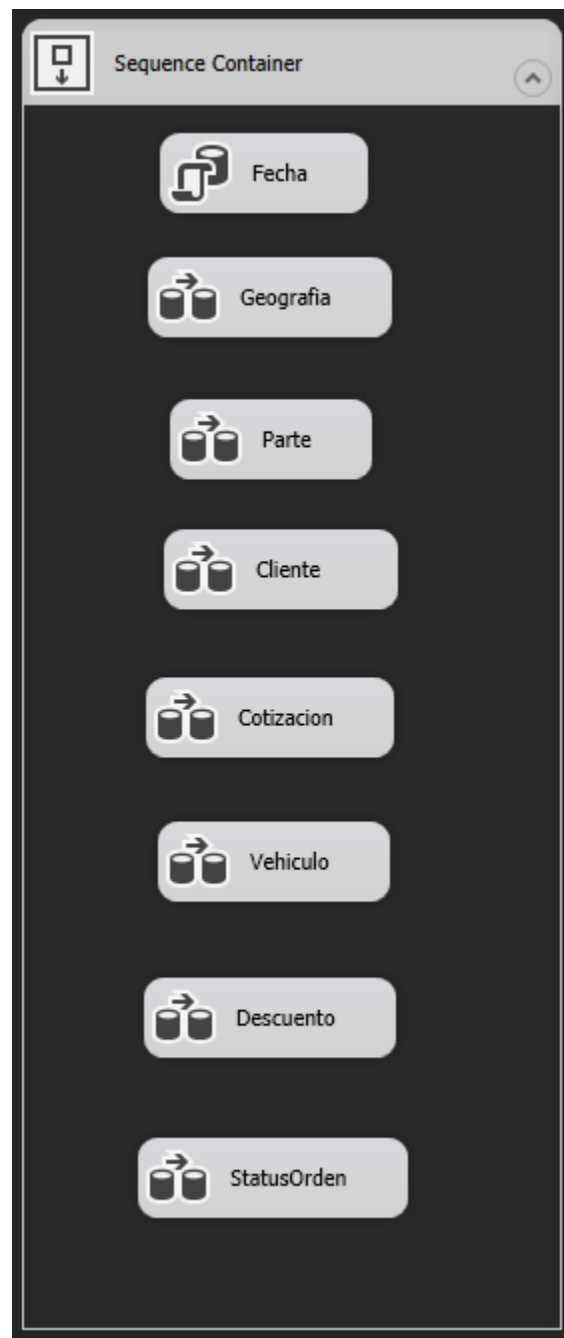 Sequence Container
Fecha
Geografia
Parte
Cliente
Cotizacion
Vehiculo
Descuento
StatusOrden